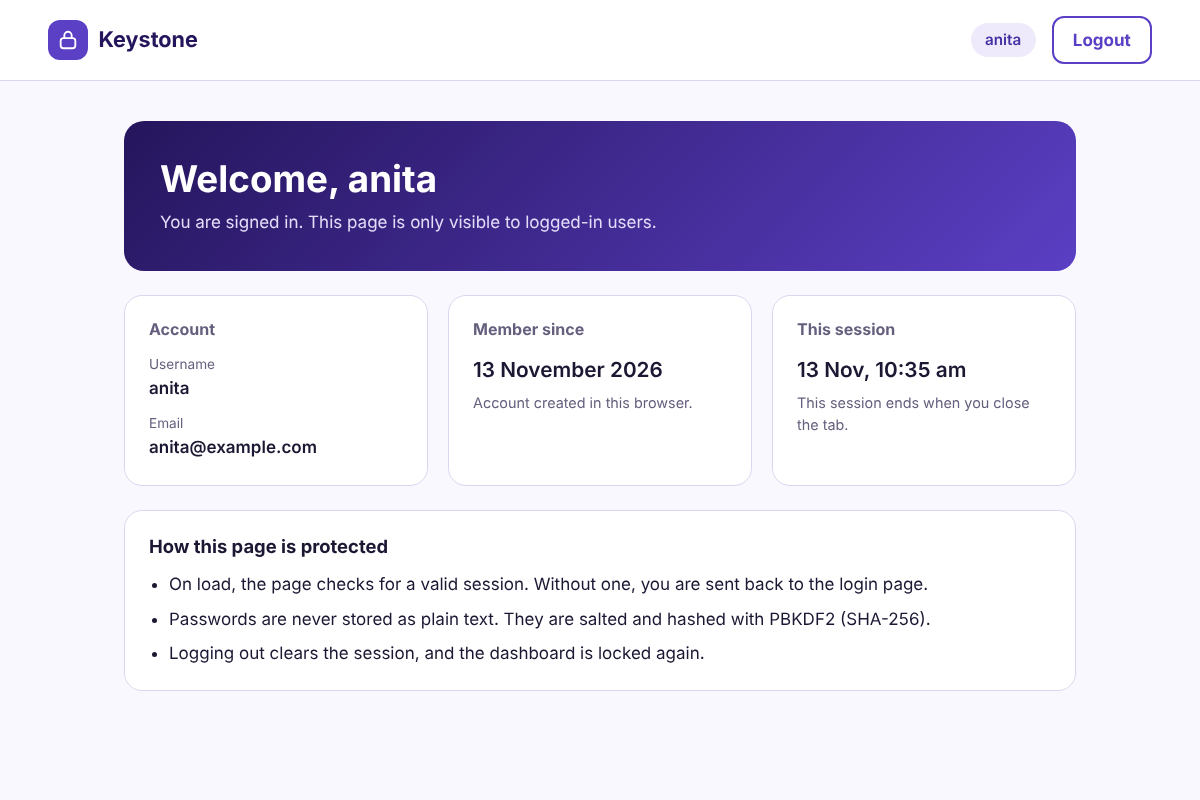 Keystone
anita
Logout
Welcome, anita
You are signed in. This page is only visible to logged-in users.
Account
Username
anita
Email
anita@example.com
Member since
13 November 2026
Account created in this browser.
This session
13 Nov, 10:35 am
This session ends when you close
the tab.
How this page is protected
• On load, the page checks for a valid session. Without one, you are sent back to the login page.
• Passwords are never stored as plain text. They are salted and hashed with PBKDF2 (SHA-256).
• Logging out clears the session, and the dashboard is locked again.